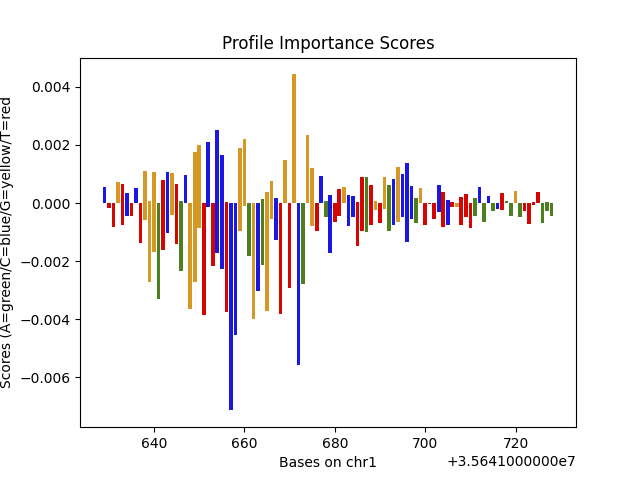 Profile Importance Scores
Scores (A=green/C=blue/G=yellow/T=red
0.004
0.002
0.000
−0.002
−0.004
−0.006
640
660
680
700
720
+3.5641000000e7
Bases on chr1